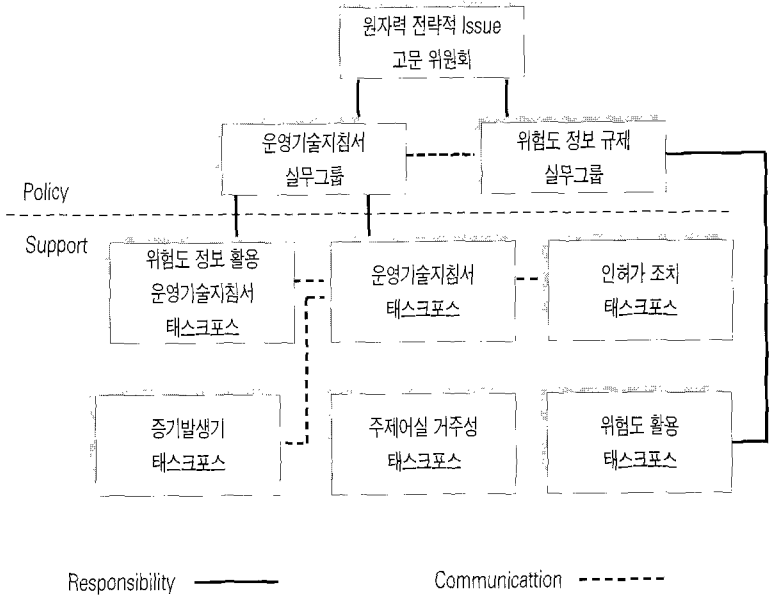 원자력 전략적 Issue
고문 위원회
운영기술지침서
실무그룹
위험도 정보 규제
실무그룹
Policy
Support
위험도 정보 활용
운영기술지침서
태스크포스
운영기술지침서
태스크포스
인허가 조치
태스크포스
증기발생기
태스크포스
주제어실 거주성
태스크포스
위험도 활용
태스크포스
Responsibility
Communicattion